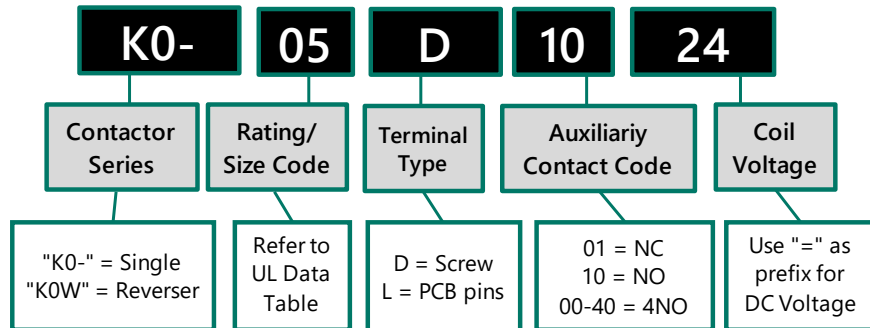 K0- 05 D 10 24
Contactor Series
Rating/ Size Code
Terminal Type
Auxiliariy Contact Code
Coil Voltage
"K0-" = Single
"K0W" = Reverser
Refer to
UL Data
Table
D = Screw
L = PCB pins
01 = NC
10 = NO
00-40 = 4NO
Use "=" as
prefix for
DC Voltage